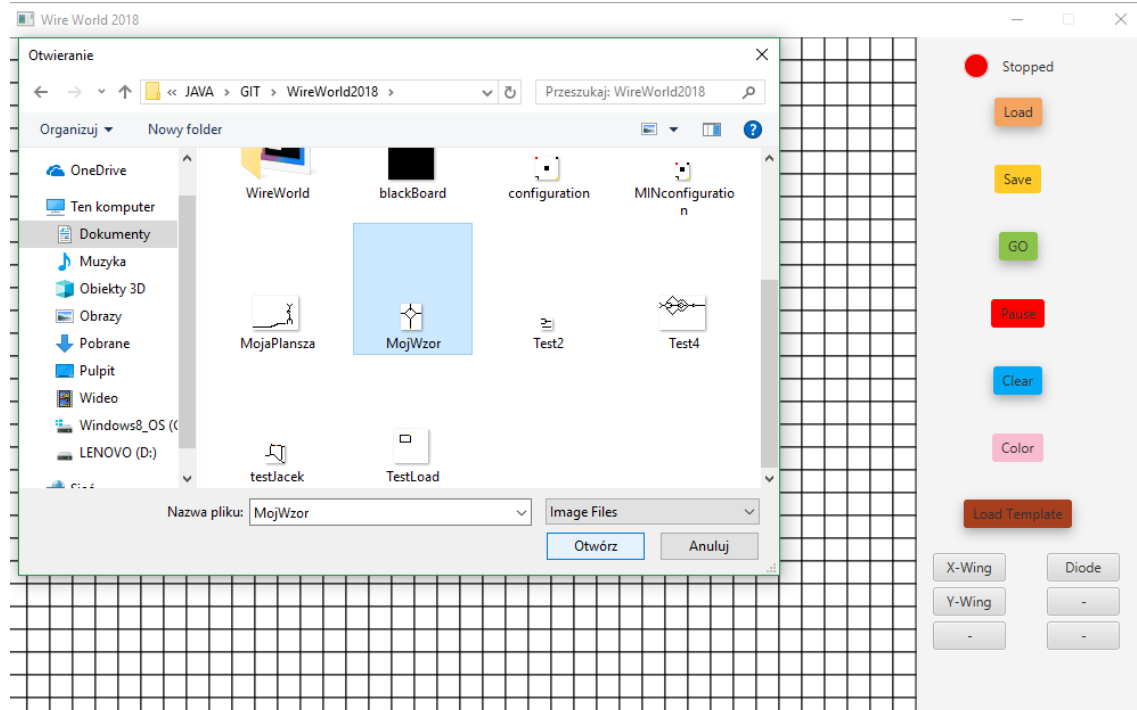 Wire World 2018
Otwieranie
« JAVA > GIT > WireWorld2018 >
Przeszukaj: WireWorld2018
Organizuj
Nowy folder
OneDrive
Ten komputer
Dokumenty
Muzyka
Obiekty 3D
Obrazy
Pobrane
Pulpit
Wideo
Windows8_OS (C
LENOVO (D:)
WireWorld
blackBoard
configuration
MINconfiguratio
n
MojaPlansza
MojWzor
Test2
Test4
testJacek
TestLoad
Nazwa pliku: MojWzor
Image Files
Otwórz
Anuluj
Stopped
Load
Save
GO
Pause
Clear
Color
Load Template
X-Wing
Diode
Y-Wing
-
-
-